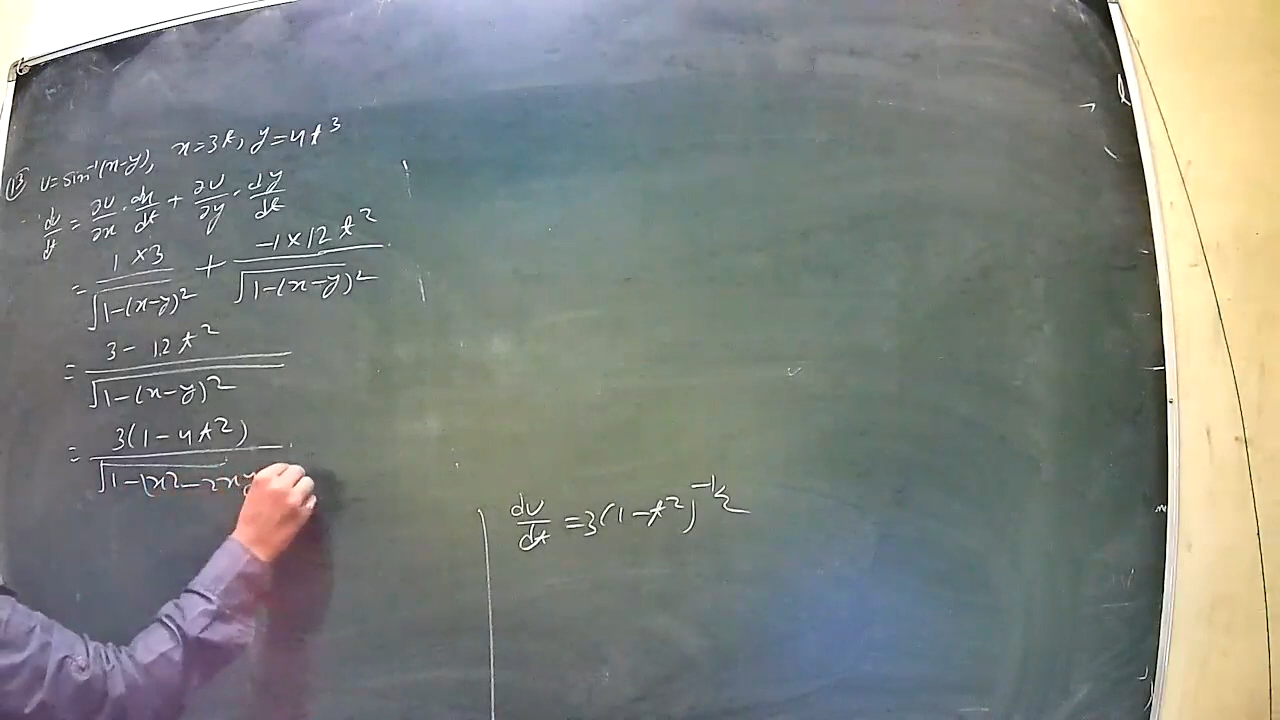 (13) U=sin⁻¹(x-y), x=3t, y=4t³
∴ du/dt = ∂U/∂x · dx/dt + ∂U/∂y · dy/dt
= 1×3/√(1-(x-y)²) + -1×12t²/√(1-(x-y)²)
= 3-12t²/√(1-(x-y)²)
= 3(1-4t²)/√(1-(x²-2xy
dU/dt = 3(1-t²)^(-1/2)